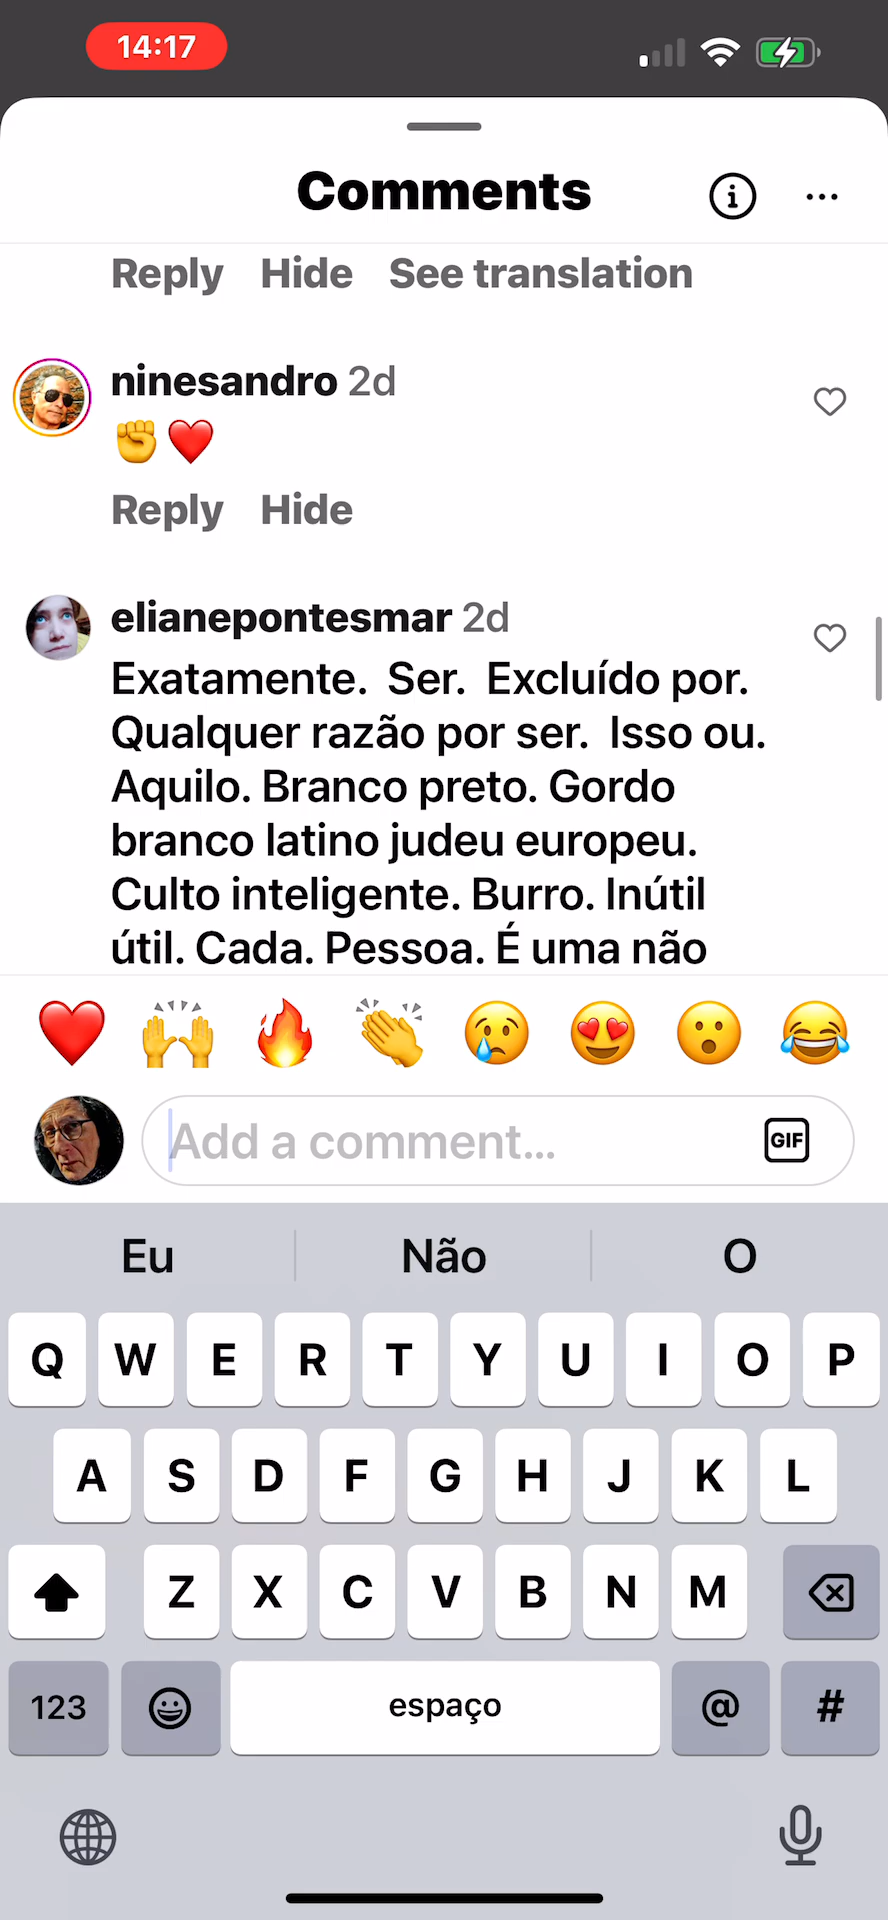 14:17
Comments
Reply Hide See translation
ninesandro 2d
✊❤️
Reply Hide
elianepontesmar 2d
Exatamente.  Ser.  Excluído por.
Qualquer razão por ser.  Isso ou.
Aquilo. Branco preto. Gordo
branco latino judeu europeu.
Culto inteligente. Burro. Inútil
útil. Cada. Pessoa. É uma não
❤️ 🙌 🔥 👏 😢 😍 😮 😂
Add a comment... GIF
Eu Não O
Q W E R T Y U I O P
A S D F G H J K L
Z X C V B N M
123 espaço @ #